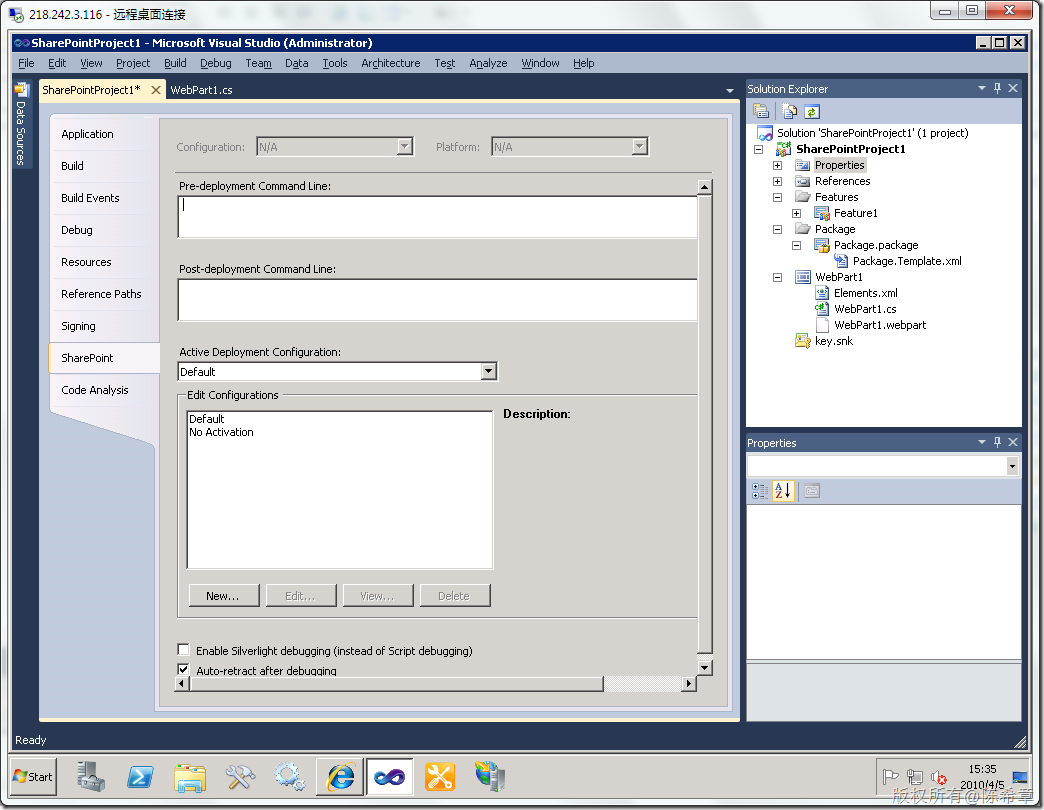 218.242.3.116 - 远程桌面连接
SharePointProject1 - Microsoft Visual Studio (Administrator)
File Edit View Project Build Debug Team Data Tools Architecture Test Analyze Window Help
Data Sources
SharePointProject1* WebPart1.cs
Application
Build
Build Events
Debug
Resources
Reference Paths
Signing
SharePoint
Code Analysis
Configuration: N/A Platform: N/A
Pre-deployment Command Line:
Post-deployment Command Line:
Active Deployment Configuration:
Default
Edit Configurations
Default
No Activation
Description:
New... Edit... View... Delete
Enable Silverlight debugging (instead of Script debugging)
Auto-retract after debugging
Solution Explorer
Solution 'SharePointProject1' (1 project)
SharePointProject1
Properties
References
Features
Feature1
Package
Package.package
Package.Template.xml
WebPart1
Elements.xml
WebPart1.cs
WebPart1.webpart
key.snk
Properties
Ready
Start
15:35
2010/4/5
版权所有@陈希章